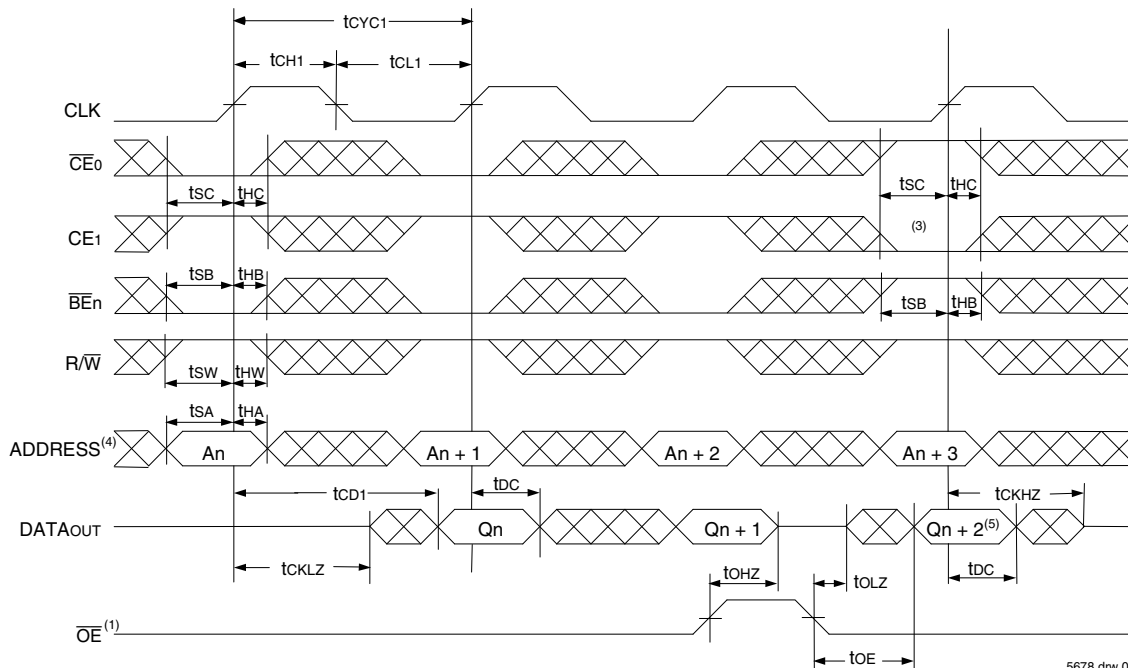 tCYC1
tCH1 tCL1
CLK
CE0
tSC tHC tSC tHC
CE1 (3)
tSB tHB
BEn
tSB tHB
R/W
tSW tHW
tSA tHA
ADDRESS(4) An An + 1 An + 2 An + 3
tCD1 tDC tCKHZ
DATAOUT Qn Qn + 1 Qn + 2(5)
tCKLZ tOHZ tOLZ tDC
OE(1)
tOE